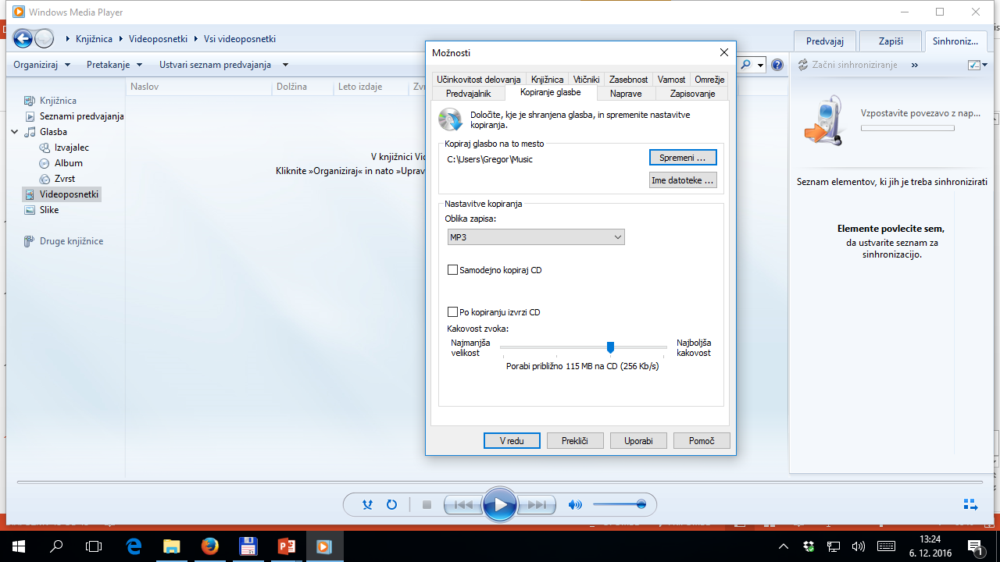 Windows Media Player
Knjižnica
Videoposnetki
Vsi videoposnetki
Predvajaj
Zapiši
Sinhroniz...
Organiziraj
Pretakanje
Ustvari seznam predvajanja
Začni sinhroniziranje
»
Naslov
Dolžina
Leto izdaje
Knjižnica
Seznami predvajanja
Glasba
Izvajalec
Album
Zvrst
Videoposnetki
Slike
Druge knjižnice
V knjižnici
Kliknite »Organiziraj« in nato
Možnosti
Učinkovitost delovanja
Knjižnica
Vtičniki
Zasebnost
Varnost
Omrežje
Predvajalnik
Kopiranje glasbe
Naprave
Zapisovanje
Določite, kje je shranjena glasba, in spremenite nastavitve
kopiranja.
Kopiraj glasbo na to mesto
C:\Users\Gregor\Music
Spremeni ...
Ime datoteke ...
Nastavitve kopiranja
Oblika zapisa:
MP3
Samodejno kopiraj CD
Po kopiranju izvrzi CD
Kakovost zvoka:
Najmanjša
velikost
Najboljša
kakovost
Porabi približno 115 MB na CD (256 Kb/s)
V redu
Prekliči
Uporabi
Pomoč
Vzpostavite povezavo z nap...
Seznam elementov, ki jih je treba sinhronizirati
Elemente povlecite sem,
da ustvarite seznam za
sinhronizacijo.
13:24
6. 12. 2016
1